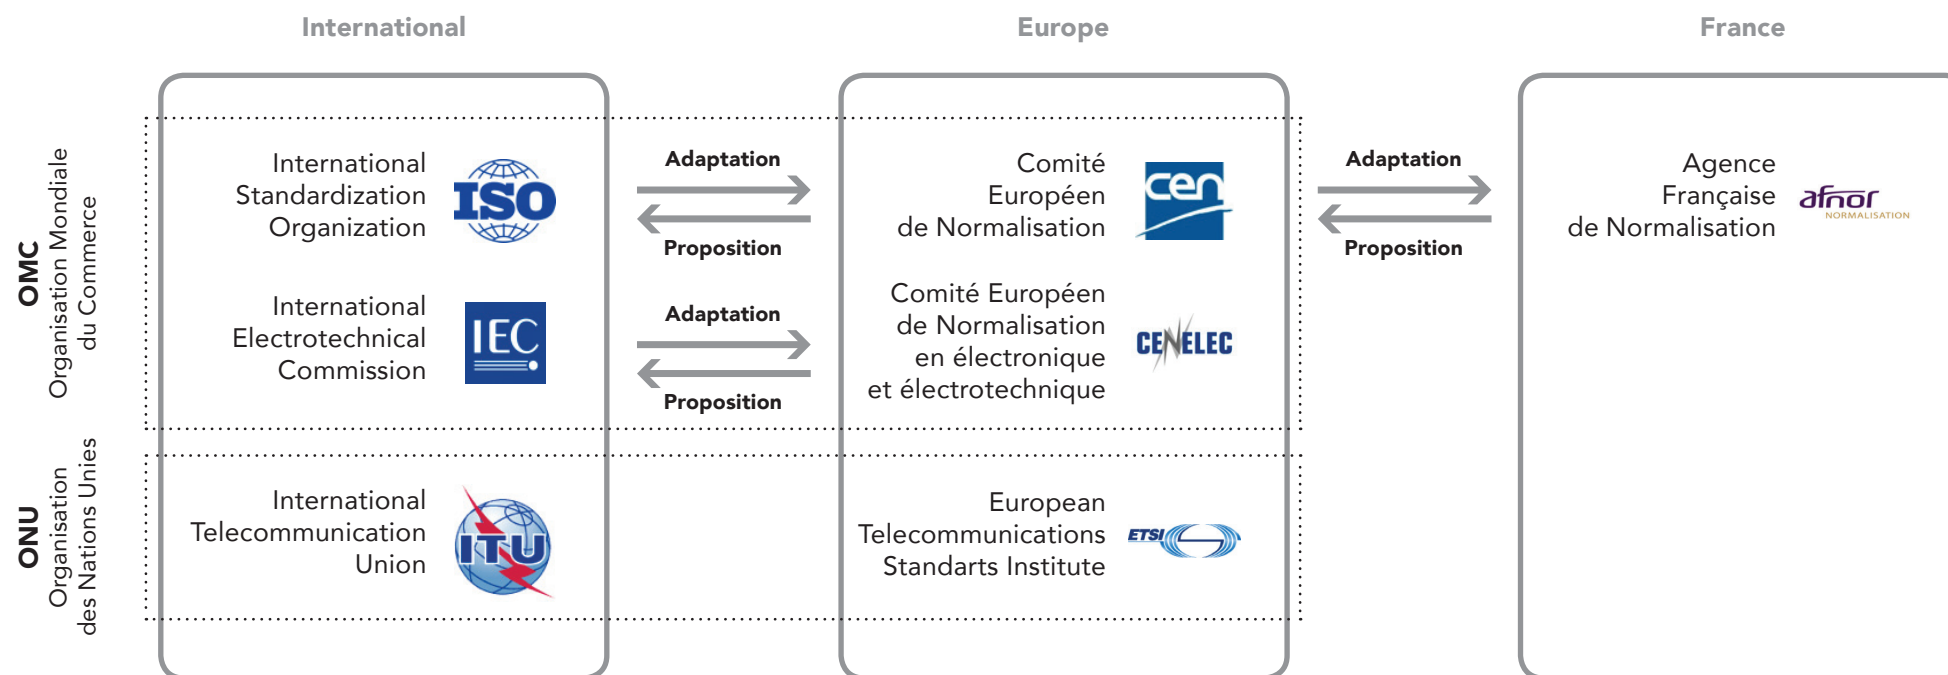 International
Europe
France
OMC
Organisation Mondiale
du Commerce
International
Standardization
Organization
ISO
Adaptation
Proposition
Comité
Européen
de Normalisation
cen
Adaptation
Proposition
Agence
Française
de Normalisation
afnor
NORMALISATION
International
Electrotechnical
Commission
IEC
Adaptation
Proposition
Comité Européen
de Normalisation
en électronique
et électrotechnique
CENELEC
ONU
Organisation
des Nations Unies
International
Telecommunication
Union
ITU
European
Telecommunications
Standarts Institute
ETSI